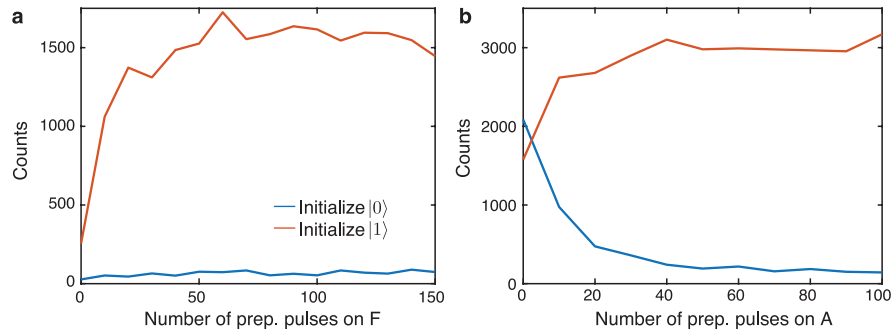 a
1500
1000
500
0
Counts
Initialize |0⟩
Initialize |1⟩
0
50
100
150
Number of prep. pulses on F
b
3000
2000
1000
0
Counts
0
20
40
60
80
100
Number of prep. pulses on A